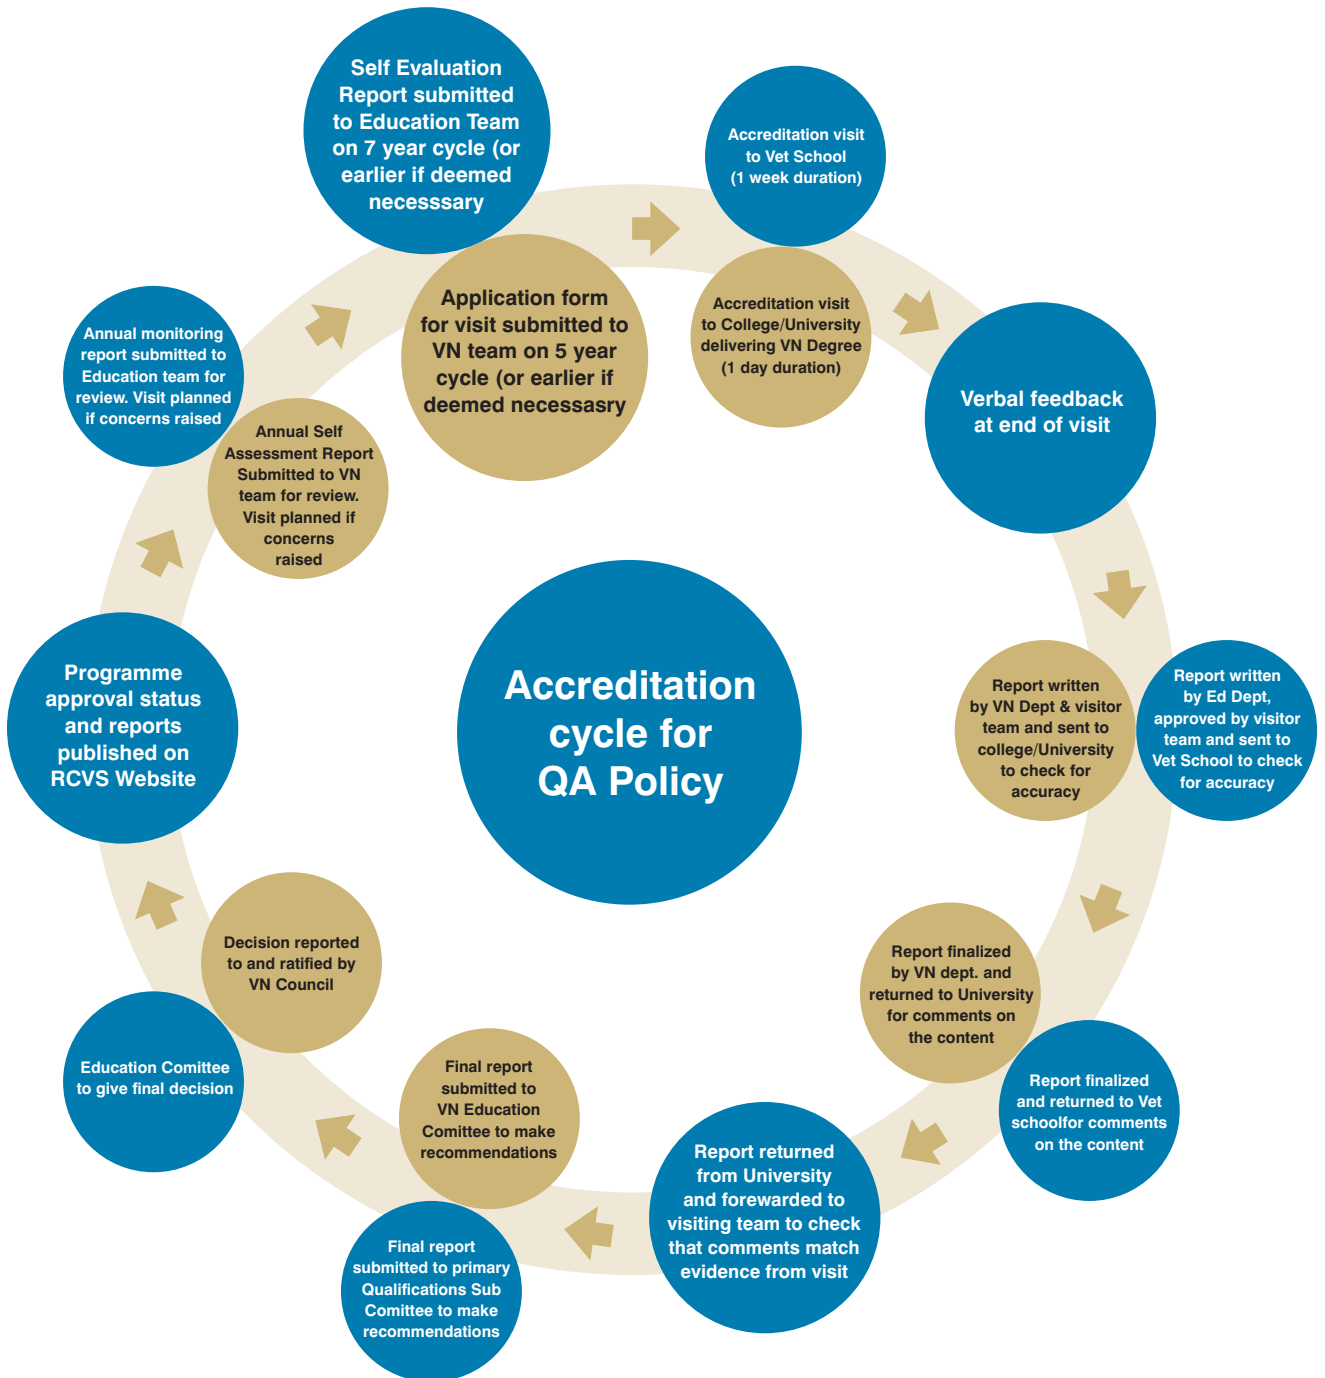 Self Evaluation
Report submitted
to Education Team
on 7 year cycle (or
earlier if deemed
necesssary
Accreditation visit
to Vet School
(1 week duration)
Application form
for visit submitted to
VN team on 5 year
cycle (or earlier if
deemed necessasry
Accreditation visit
to College/University
delivering VN Degree
(1 day duration)
Verbal feedback
at end of visit
Report written
by VN Dept & visitor
team and sent to
college/University
to check for
accuracy
Report written
by Ed Dept,
approved by visitor
team and sent to
Vet School to check
for accuracy
Report finalized
by VN dept. and
returned to University
for comments on
the content
Report finalized
and returned to Vet
schoolfor comments
on the content
Report returned
from University
and forewarded to
visiting team to check
that comments match
evidence from visit
Final report
submitted to
VN Education
Comittee to make
recommendations
Final report
submitted to primary
Qualifications Sub
Comittee to make
recommendations
Decision reported
to and ratified by
VN Council
Education Comittee
to give final decision
Programme
approval status
and reports
published on
RCVS Website
Annual monitoring
report submitted to
Education team for
review. Visit planned
if concerns raised
Annual Self
Assessment Report
Submitted to VN
team for review.
Visit planned if
concerns
raised
Accreditation
cycle for
QA Policy